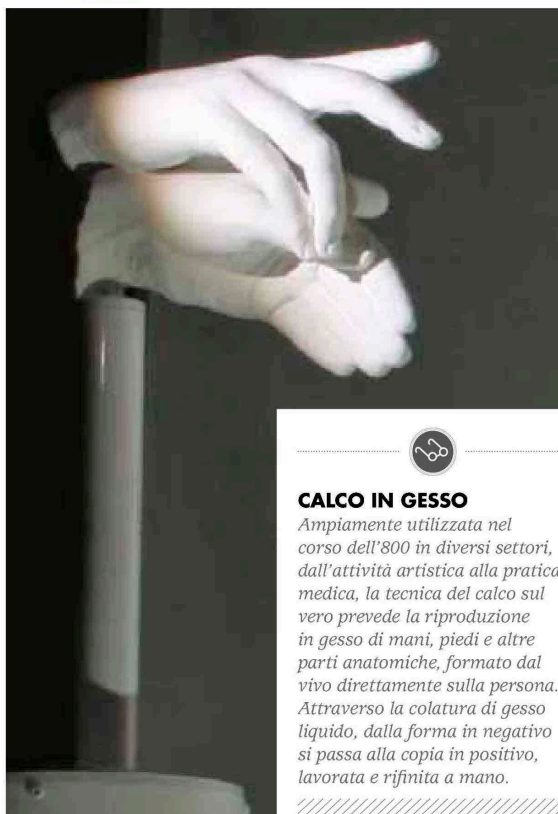 CALCO IN GESSO
Ampiamente utilizzata nel
corso dell'800 in diversi settori,
dall'attività artistica alla pratica
medica, la tecnica del calco sul
vero prevede la riproduzione
in gesso di mani, piedi e altre
parti anatomiche, formato dal
vivo direttamente sulla persona.
Attraverso la colatura di gesso
liquido, dalla forma in negativo
si passa alla copia in positivo,
lavorata e rifinita a mano.